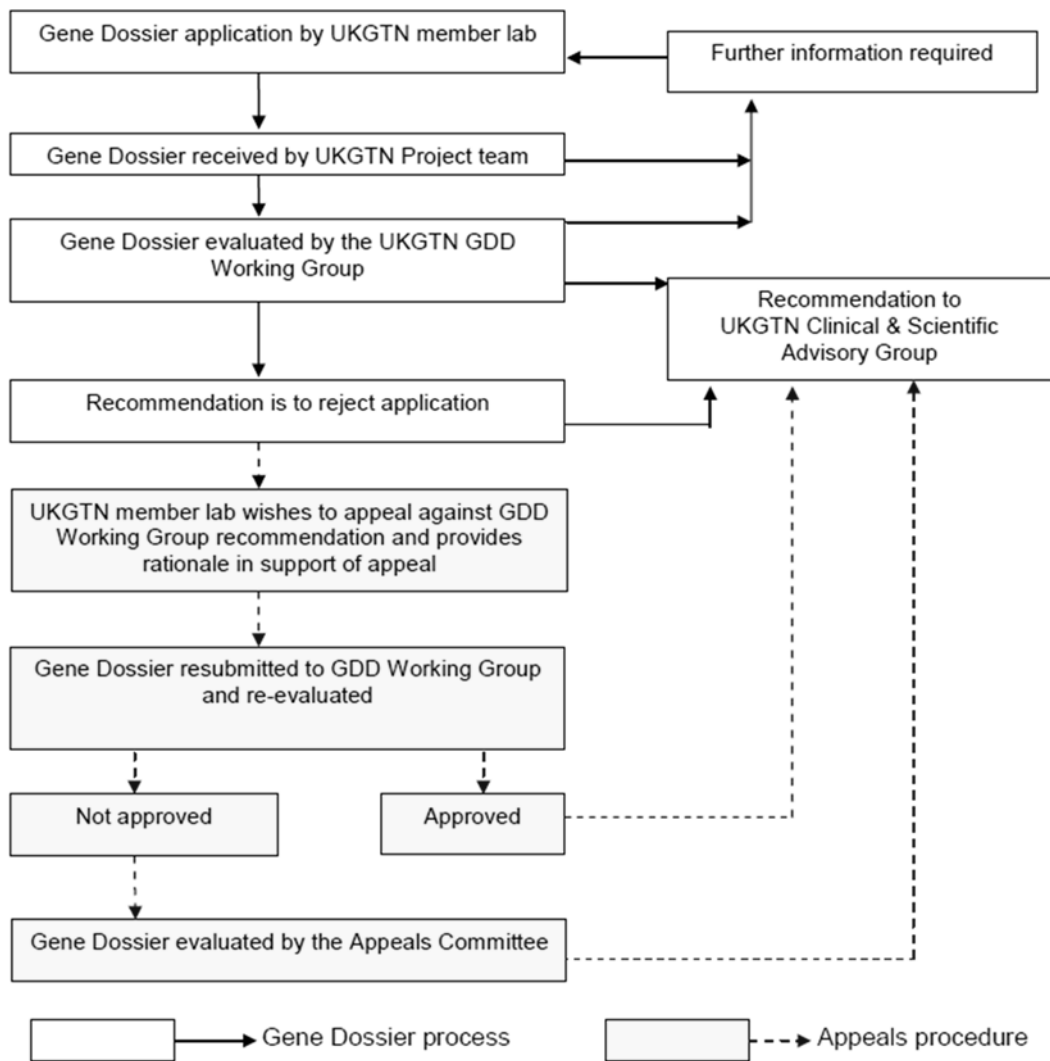 Gene Dossier application by UKGTN member lab
Further information required
Gene Dossier received by UKGTN Project team
Gene Dossier evaluated by the UKGTN GDD
Working Group
Recommendation to
UKGTN Clinical & Scientific
Advisory Group
Recommendation is to reject application
UKGTN member lab wishes to appeal against GDD
Working Group recommendation and provides
rationale in support of appeal
Gene Dossier resubmitted to GDD Working Group
and re-evaluated
Not approved
Approved
Gene Dossier evaluated by the Appeals Committee
Gene Dossier process
Appeals procedure